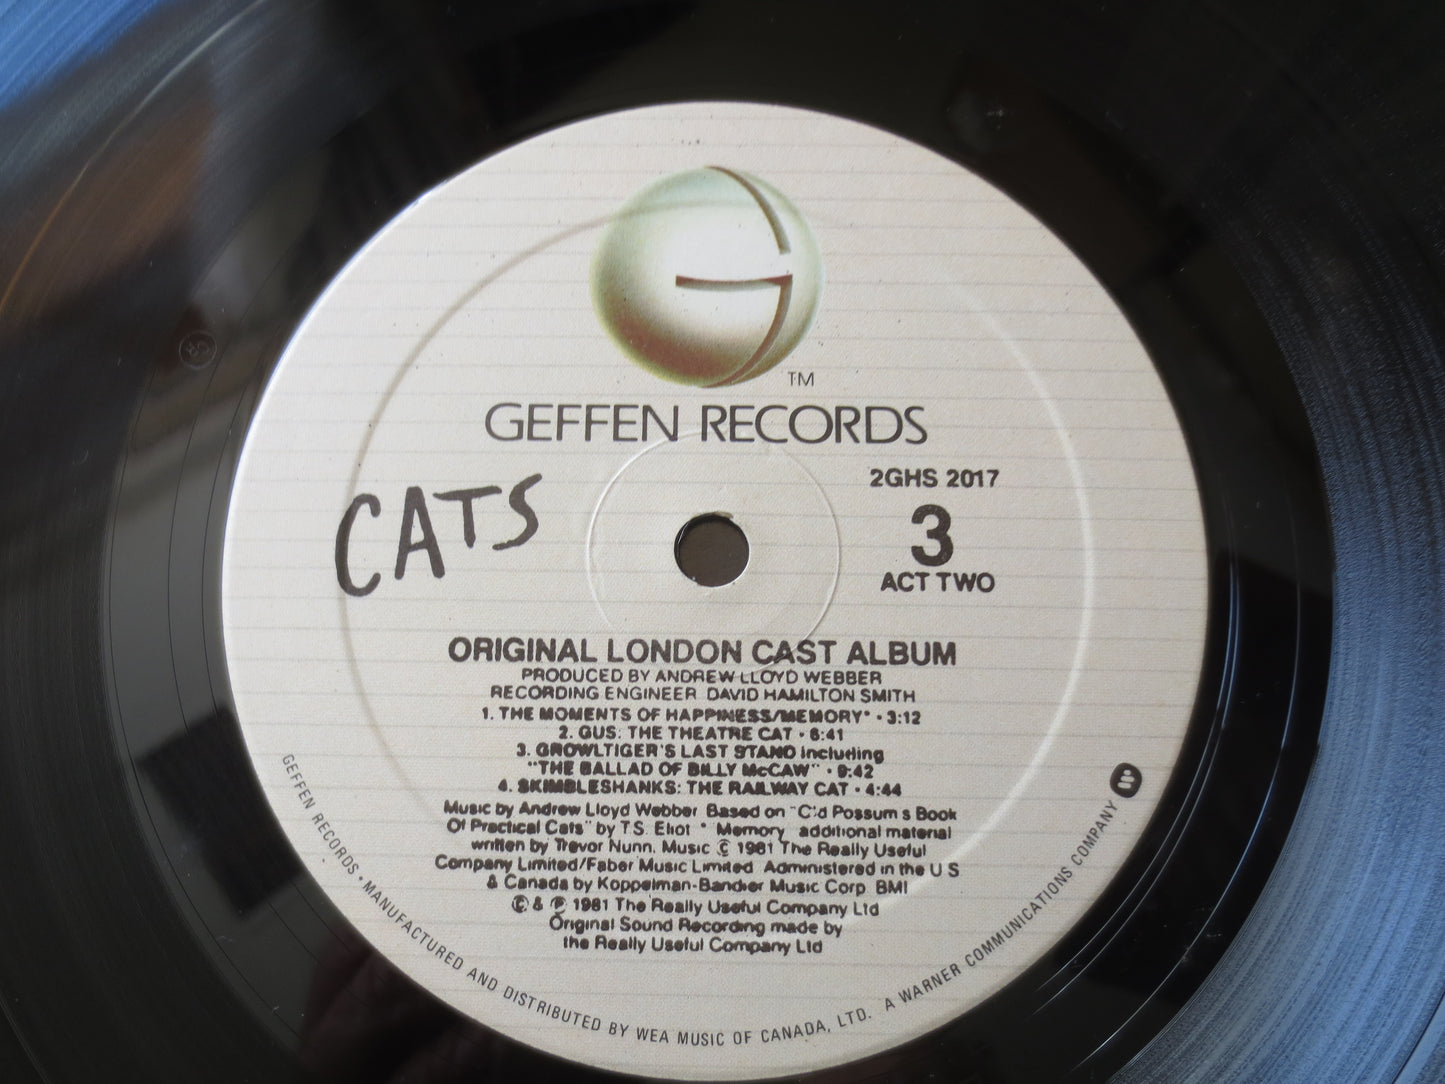 TM
GEFFEN RECORDS
CATS
2GHS 2017
3
ACT TWO
ORIGINAL LONDON CAST ALBUM
PRODUCED BY ANDREW LLOYD WEBBER
RECORDING ENGINEER DAVID HAMILTON SMITH
1. THE MOMENTS OF HAPPINESS/MEMORY* • 3:12
2. GUS: THE THEATRE CAT • 6:41
3. GROWLTIGER'S LAST STAND including
"THE BALLAD OF BILLY McCAW" • 9:42
4. SKIMBLESHANKS: THE RAILWAY CAT • 4:44
Music by Andrew Lloyd Webber Based on "Old Possum s Book
Of Practical Cats" by T.S. Eliot * Memory additional material
written by Trevor Nunn. Music © 1981 The Really Useful
Company Limited/Faber Music Limited Administered in the U S
& Canada by Koppelman-Bandier Music Corp BMI
© & ℗ 1981 The Really Useful Company Ltd
Original Sound Recording made by
the Really Useful Company Ltd
GEFFEN RECORDS • MANUFACTURED AND DISTRIBUTED BY WEA MUSIC OF CANADA, LTD. A WARNER COMMUNICATIONS COMPANY